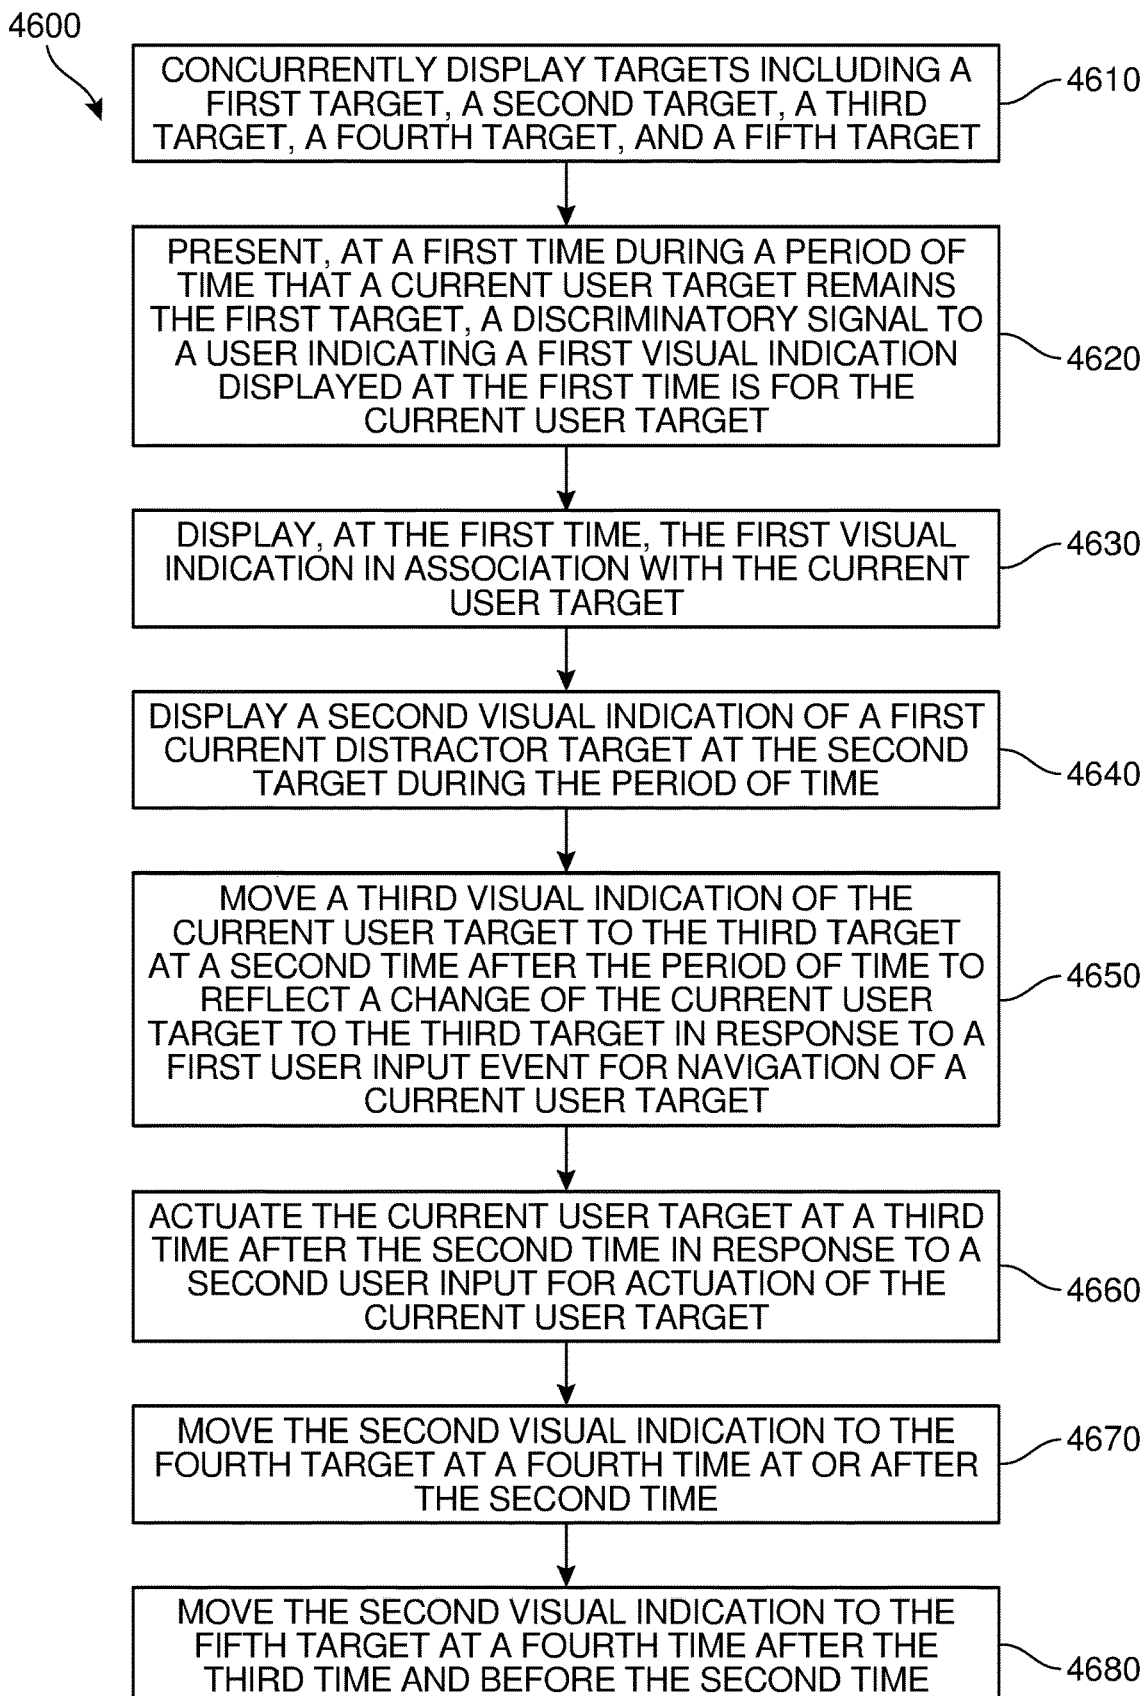 4600
CONCURRENTLY DISPLAY TARGETS INCLUDING A
FIRST TARGET, A SECOND TARGET, A THIRD
TARGET, A FOURTH TARGET, AND A FIFTH TARGET
4610
PRESENT, AT A FIRST TIME DURING A PERIOD OF
TIME THAT A CURRENT USER TARGET REMAINS
THE FIRST TARGET, A DISCRIMINATORY SIGNAL TO
A USER INDICATING A FIRST VISUAL INDICATION
DISPLAYED AT THE FIRST TIME IS FOR THE
CURRENT USER TARGET
4620
DISPLAY, AT THE FIRST TIME, THE FIRST VISUAL
INDICATION IN ASSOCIATION WITH THE CURRENT
USER TARGET
4630
DISPLAY A SECOND VISUAL INDICATION OF A FIRST
CURRENT DISTRACTOR TARGET AT THE SECOND
TARGET DURING THE PERIOD OF TIME
4640
MOVE A THIRD VISUAL INDICATION OF THE
CURRENT USER TARGET TO THE THIRD TARGET
AT A SECOND TIME AFTER THE PERIOD OF TIME TO
REFLECT A CHANGE OF THE CURRENT USER
TARGET TO THE THIRD TARGET IN RESPONSE TO A
FIRST USER INPUT EVENT FOR NAVIGATION OF A
CURRENT USER TARGET
4650
ACTUATE THE CURRENT USER TARGET AT A THIRD
TIME AFTER THE SECOND TIME IN RESPONSE TO A
SECOND USER INPUT FOR ACTUATION OF THE
CURRENT USER TARGET
4660
MOVE THE SECOND VISUAL INDICATION TO THE
FOURTH TARGET AT A FOURTH TIME AT OR AFTER
THE SECOND TIME
4670
MOVE THE SECOND VISUAL INDICATION TO THE
FIFTH TARGET AT A FOURTH TIME AFTER THE
THIRD TIME AND BEFORE THE SECOND TIME
4680